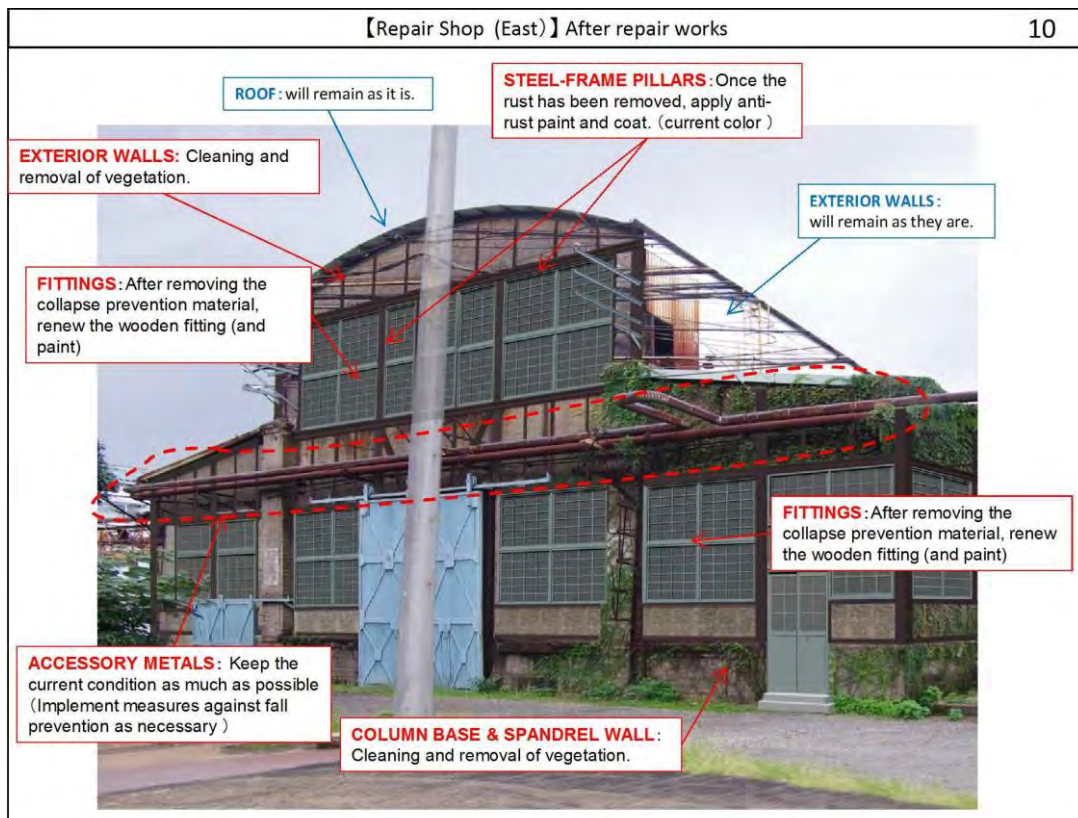 【Repair Shop (East)】 After repair works
10
ROOF: will remain as it is.
STEEL-FRAME PILLARS: Once the
rust has been removed, apply anti-
rust paint and coat. (current color )
EXTERIOR WALLS: Cleaning and
removal of vegetation.
EXTERIOR WALLS:
will remain as they are.
FITTINGS: After removing the
collapse prevention material,
renew the wooden fitting (and
paint)
FITTINGS: After removing the
collapse prevention material, renew
the wooden fitting (and paint)
ACCESSORY METALS: Keep the
current condition as much as possible
(Implement measures against fall
prevention as necessary )
COLUMN BASE & SPANDREL WALL:
Cleaning and removal of vegetation.